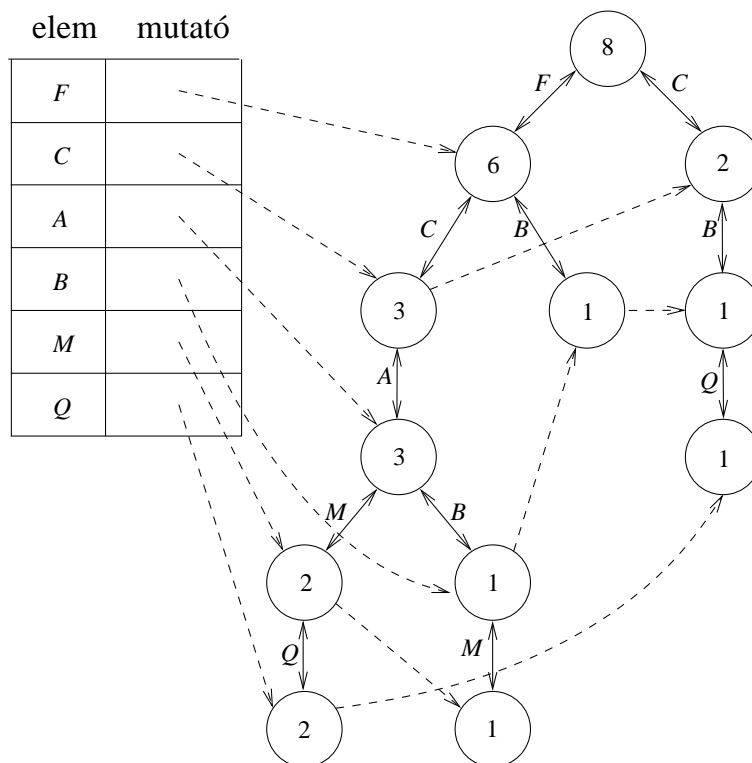 elem mutató
F
C
A
B
M
Q
8
F C
6 2
C B B
3 1 1
A Q
3 1
M B
2 1
Q M
2 1